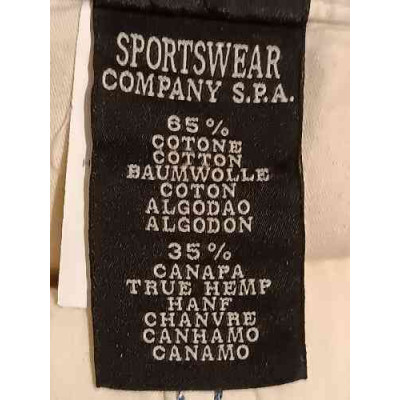 SPORTSWEAR
COMPANY S.P.A.
65%
COTONE
COTTON
BAUMWOLLE
COTON
ALGODAO
ALGODON
35%
CANAPA
TRUE HEMP
HANF
CHANVRE
CANHAMO
CANAMO